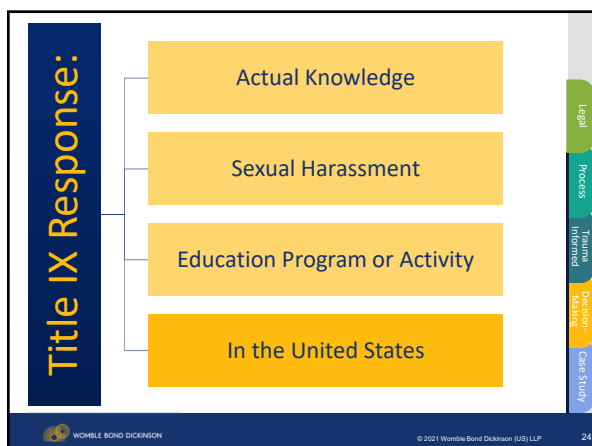 Title IX Response:
Actual Knowledge
Sexual Harassment
Education Program or Activity
In the United States
Legal
Process
Trauma
Informed
Decision-
Making
Case Study
WOMBLE BOND DICKINSON
© 2021 Womble Bond Dickinson (US) LLP
24